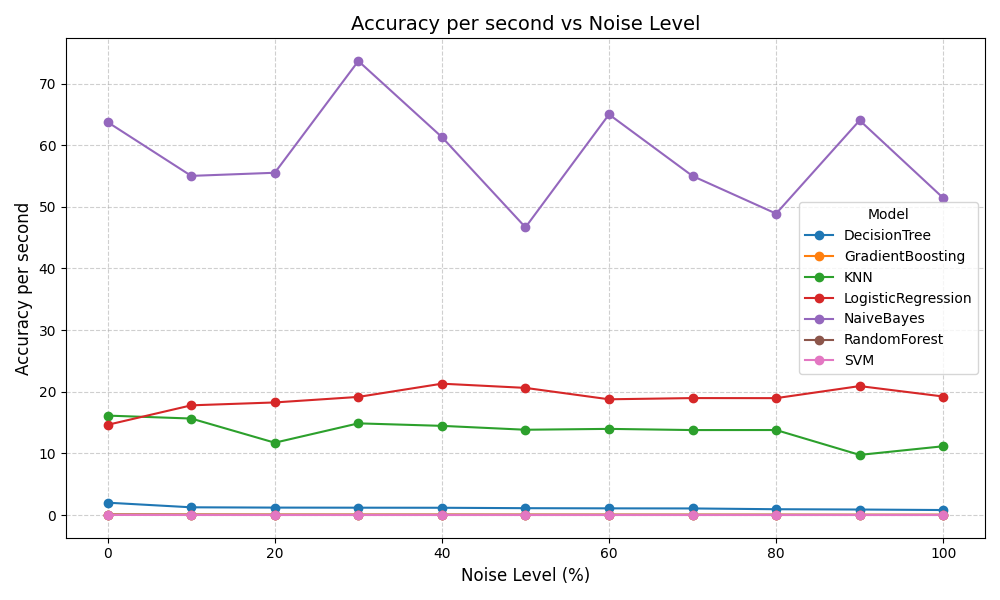 Accuracy per second vs Noise Level
Accuracy per second
70
60
50
40
30
20
10
0
Model
DecisionTree
GradientBoosting
KNN
LogisticRegression
NaiveBayes
RandomForest
SVM
0
20
40
60
80
100
Noise Level (%)